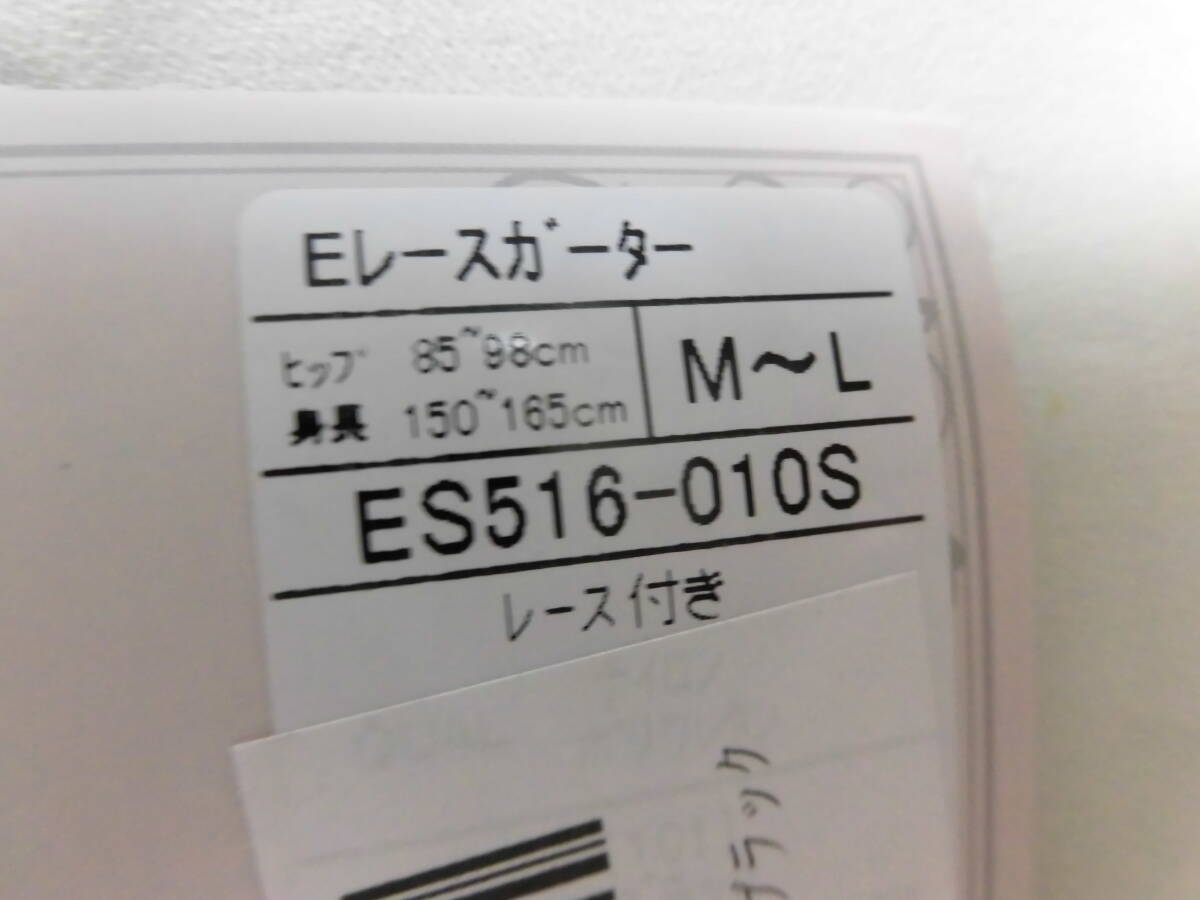 Eﾚｰｽｶﾞｰﾀｰ
ﾋｯﾌﾟ 85~98cm
身長 150~165cm
M～L
ES516-010S
レース付き